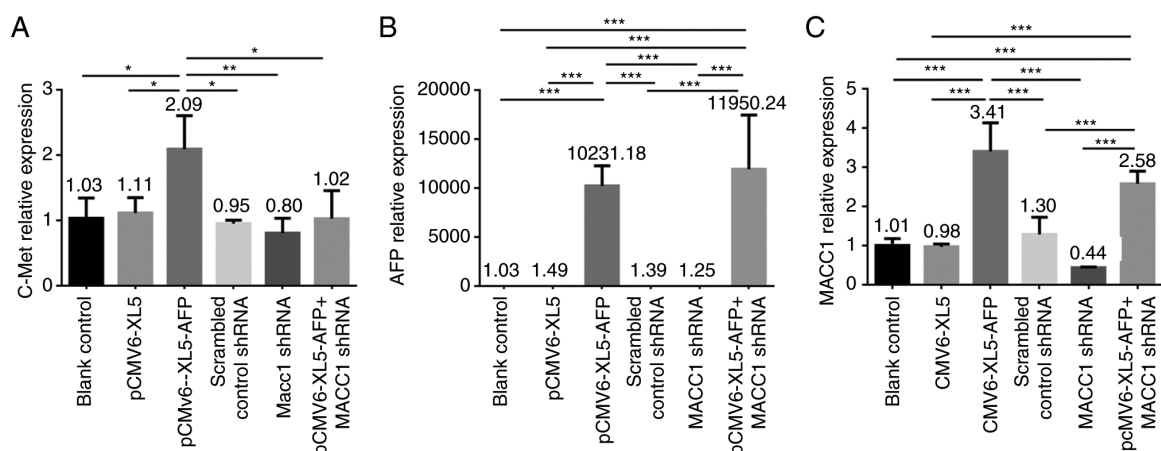 A
*
**
*
*
*
C-Met relative expression
3
2
1
0
1.03
1.11
2.09
0.95
0.80
1.02
Blank control
pCMV6-XL5
pCMv6--XL5-AFP
Scrambled
control shRNA
Macc1 shRNA
pCMV6-XL5-AFP+
MACC1 shRNA
B
***
***
***
***
***
***
***
***
AFP relative expression
20000
15000
10000
5000
0
1.03
1.49
10231.18
1.39
1.25
11950.24
Blank control
pCMV6-XL5
pCMV6-XL5-AFP
Scrambled
control shRNA
MACC1 shRNA
pCMV6-XL5-AFP+
MACC1 shRNA
C
***
***
***
***
***
***
***
***
MACC1 relative expression
5
4
3
2
1
0
1.01
0.98
3.41
1.30
0.44
2.58
Blank control
CMV6-XL5
CMV6-XL5-AFP
Scrambled
control shRNA
MACC1 shRNA
pcMV6-XL5-AFP+
MACC1 shRNA